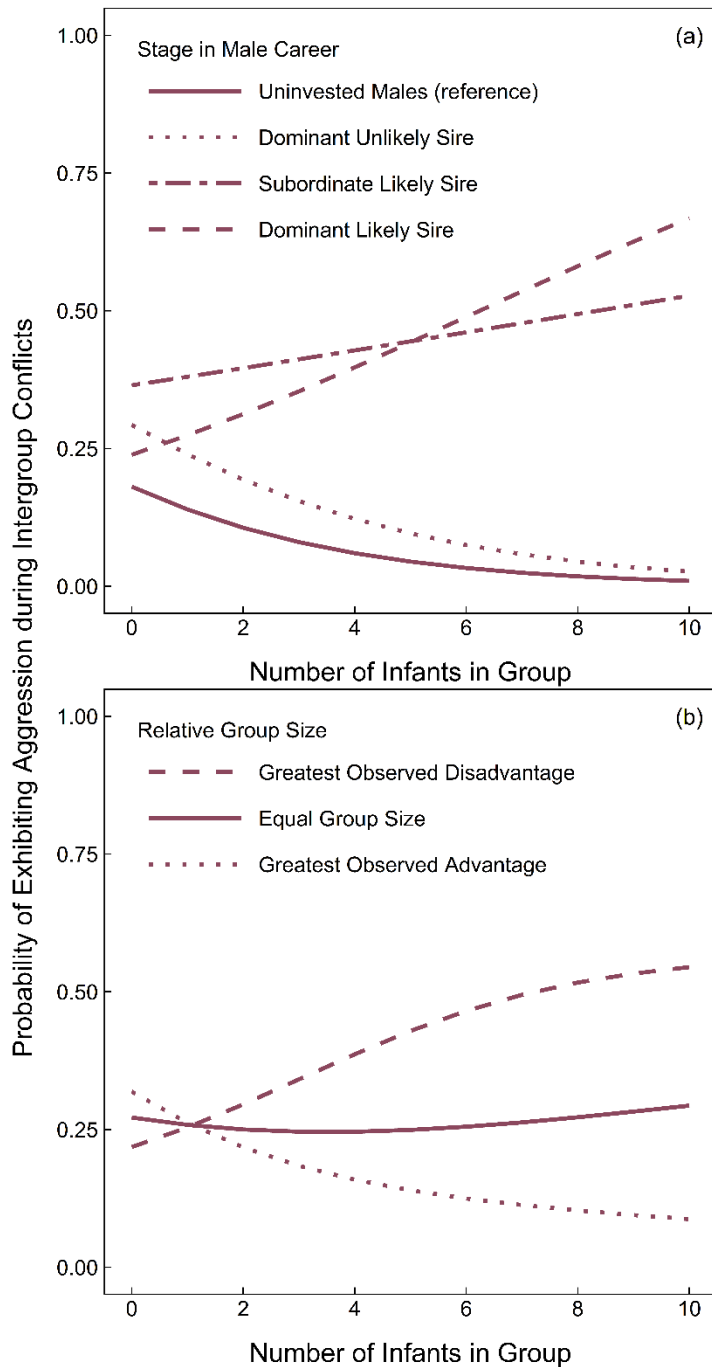 Probability of Exhibiting Aggression during Intergroup Conflicts
(a)
1.00
0.75
0.50
0.25
0.00
Stage in Male Career
Uninvested Males (reference)
Dominant Unlikely Sire
Subordinate Likely Sire
Dominant Likely Sire
0 2 4 6 8 10
Number of Infants in Group
(b)
1.00
0.75
0.50
0.25
0.00
Relative Group Size
Greatest Observed Disadvantage
Equal Group Size
Greatest Observed Advantage
0 2 4 6 8 10
Number of Infants in Group